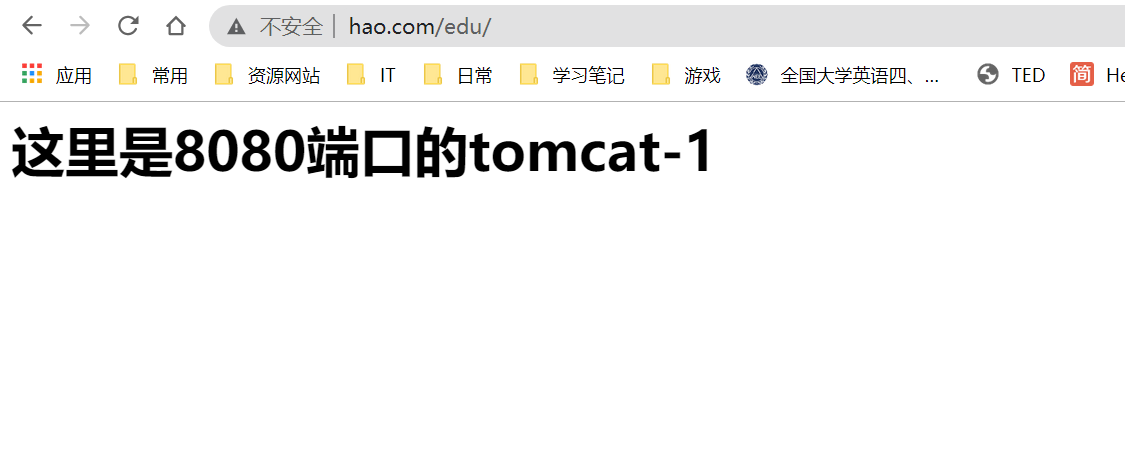 不安全 hao.com/edu/
应用 常用 资源网站 IT 日常 学习笔记 游戏 全国大学英语四、... TED 简 He
这里是8080端口的tomcat-1